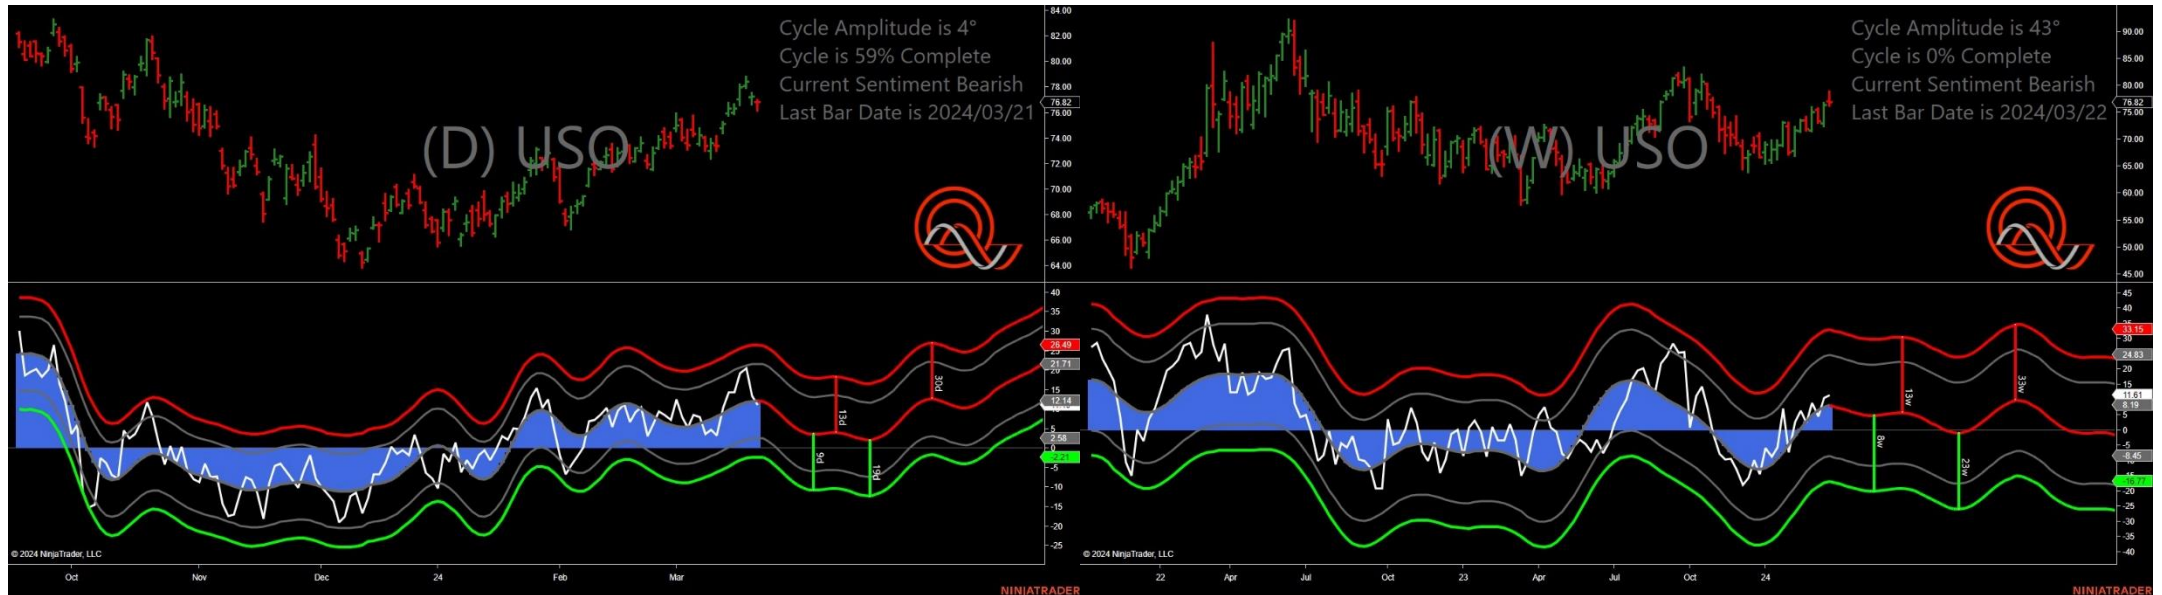 Cycle Amplitude is 4°
Cycle is 59% Complete
Current Sentiment Bearish
Last Bar Date is 2024/03/21
(D) USO
84.00
82.00
80.00
78.00
76.82
76.00
74.00
72.00
70.00
68.00
66.00
64.00
40
35
30
26.49
25
21.71
20
12.14
5
2.58
0
-2.21
-5
-10
-15
-20
-25
9d
13d
19d
30d
© 2024 NinjaTrader, LLC
Oct Nov Dec 24 Feb Mar
NINJATRADER
Cycle Amplitude is 43°
Cycle is 0% Complete
Current Sentiment Bearish
Last Bar Date is 2024/03/22
(W) USO
90.00
85.00
80.00
76.82
75.00
70.00
65.00
60.00
55.00
50.00
45.00
45
40
33.15
30
24.83
20
15
11.61
8.19
5
0
-5
-8.45
-16.77
-20
-25
-30
-35
-40
8w
13w
23w
33w
© 2024 NinjaTrader, LLC
22 Apr Jul Oct 23 Apr Jul Oct 24
NINJATRADER